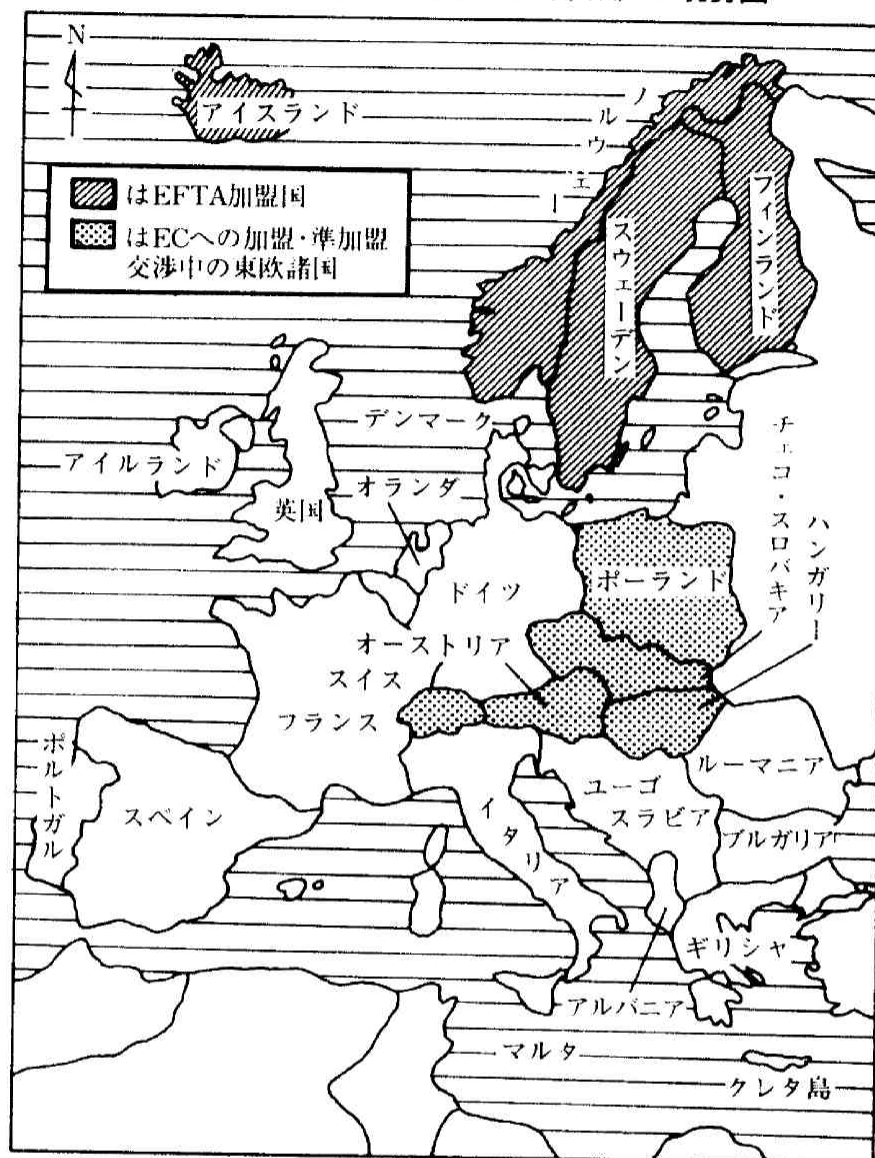 N
アイスランド
ノルウェー
スウェーデン
フィンランド
はEFTA加盟国
はECへの加盟・準加盟
交渉中の東欧諸国
デンマーク
アイルランド
オランダ
英国
チェコ・スロバキア
ハンガリー
ドイツ
ポーランド
オーストリア
スイス
フランス
ポルトガル
スペイン
イタリア
ユーゴ
スラビア
ルーマニア
ブルガリア
ギリシャ
アルバニア
マルタ
クレタ島